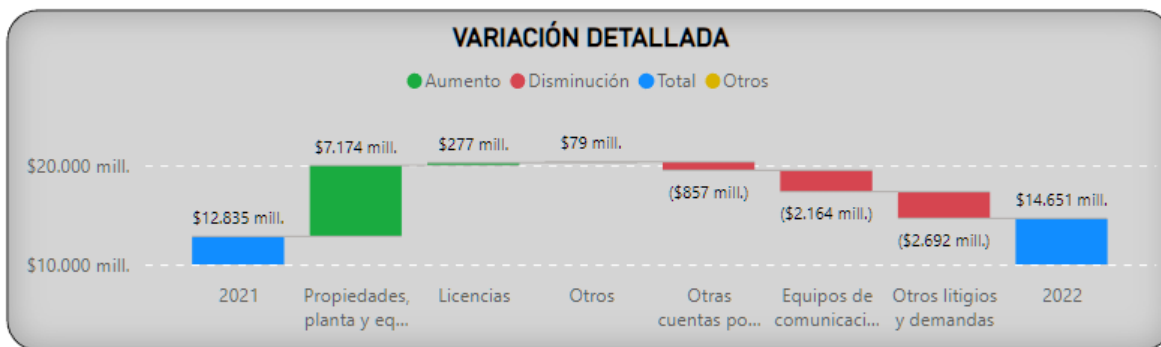 VARIACIÓN DETALLADA
Aumento Disminución Total Otros
$20.000 mill.
$10.000 mill.
$12.835 mill.
$7.174 mill.
$277 mill.
$79 mill.
($857 mill.)
($2.164 mill.)
($2.692 mill.)
$14.651 mill.
2021
Propiedades,
planta y eq...
Licencias
Otros
Otras
cuentas po...
Equipos de
comunicaci...
Otros litigios
y demandas
2022